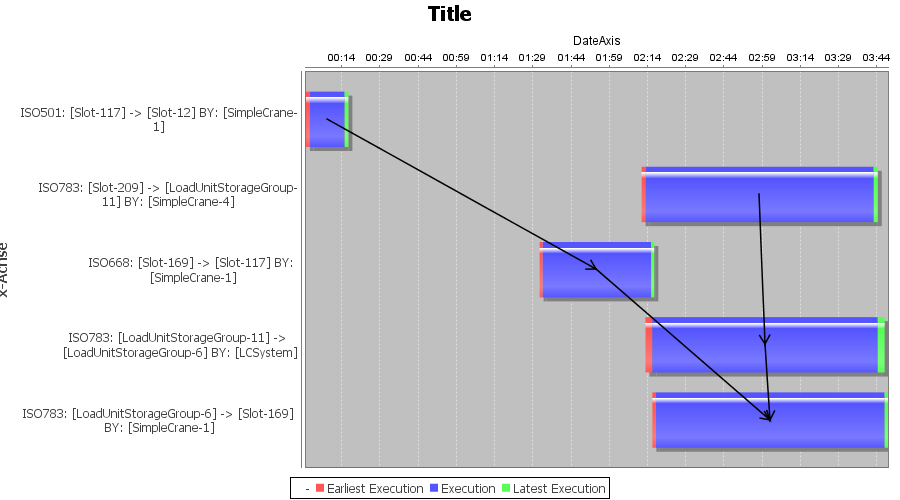 Title
DateAxis
00:14 00:29 00:44 00:59 01:14 01:29 01:44 01:59 02:14 02:29 02:44 02:59 03:14 03:29 03:44
ISO501: [Slot-117] -> [Slot-12] BY: [SimpleCrane-
1]
ISO783: [Slot-209] -> [LoadUnitStorageGroup-
11] BY: [SimpleCrane-4]
x-Achse
ISO668: [Slot-169] -> [Slot-117] BY:
[SimpleCrane-1]
ISO783: [LoadUnitStorageGroup-11] ->
[LoadUnitStorageGroup-6] BY: [LCSystem]
ISO783: [LoadUnitStorageGroup-6] -> [Slot-169]
BY: [SimpleCrane-1]
- Earliest Execution Execution Latest Execution